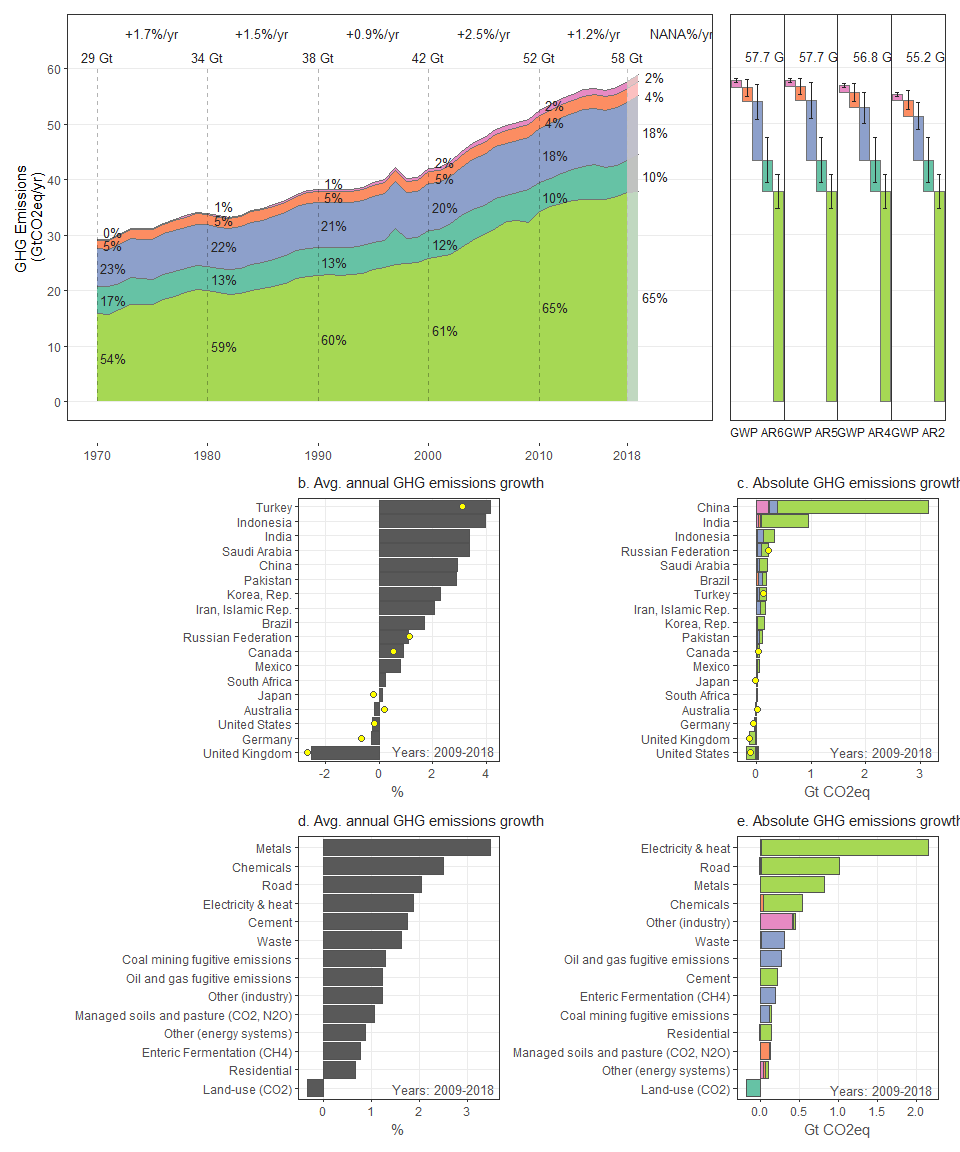 +1.7%/yr +1.5%/yr +0.9%/yr +2.5%/yr +1.2%/yr NANA%/yr
29 Gt 34 Gt 38 Gt 42 Gt 52 Gt 58 Gt
57.7 G 57.7 G 56.8 G 55.2 G
GHG Emissions
(GtCO2eq/yr)
60
50
40
30
20
10
0
0% 5% 23% 17% 54%
1% 5% 22% 13% 59%
1% 5% 21% 13% 60%
2% 5% 20% 12% 61%
2% 4% 18% 10% 65%
2% 4% 18% 10% 65%
1970 1980 1990 2000 2010 2018
GWP AR6 GWP AR5 GWP AR4 GWP AR2
b. Avg. annual GHG emissions growth
Turkey
Indonesia
India
Saudi Arabia
China
Pakistan
Korea, Rep.
Iran, Islamic Rep.
Brazil
Russian Federation
Canada
Mexico
South Africa
Japan
Australia
United States
Germany
United Kingdom
Years: 2009-2018
-2 0 2 4
%
c. Absolute GHG emissions growth
China
India
Indonesia
Russian Federation
Saudi Arabia
Brazil
Turkey
Iran, Islamic Rep.
Korea, Rep.
Pakistan
Canada
Mexico
Japan
South Africa
Australia
Germany
United Kingdom
United States
Years: 2009-2018
0 1 2 3
Gt CO2eq
d. Avg. annual GHG emissions growth
Metals
Chemicals
Road
Electricity & heat
Cement
Waste
Coal mining fugitive emissions
Oil and gas fugitive emissions
Other (industry)
Managed soils and pasture (CO2, N2O)
Other (energy systems)
Enteric Fermentation (CH4)
Residential
Land-use (CO2)
Years: 2009-2018
0 1 2 3
%
e. Absolute GHG emissions growth
Electricity & heat
Road
Metals
Chemicals
Other (industry)
Waste
Oil and gas fugitive emissions
Cement
Enteric Fermentation (CH4)
Coal mining fugitive emissions
Residential
Managed soils and pasture (CO2, N2O)
Other (energy systems)
Land-use (CO2)
Years: 2009-2018
0.0 0.5 1.0 1.5 2.0
Gt CO2eq